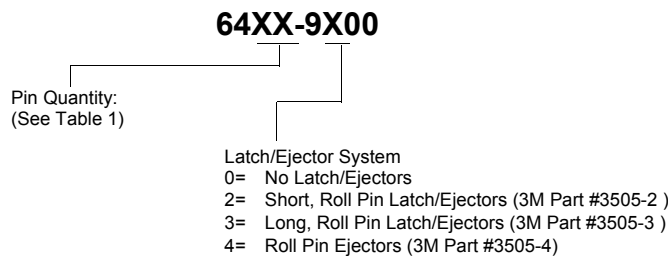 64XX-9X00
Pin Quantity:
(See Table 1)
Latch/Ejector System
0= No Latch/Ejectors
2= Short, Roll Pin Latch/Ejectors (3M Part #3505-2 )
3= Long, Roll Pin Latch/Ejectors (3M Part #3505-3 )
4= Roll Pin Ejectors (3M Part #3505-4)